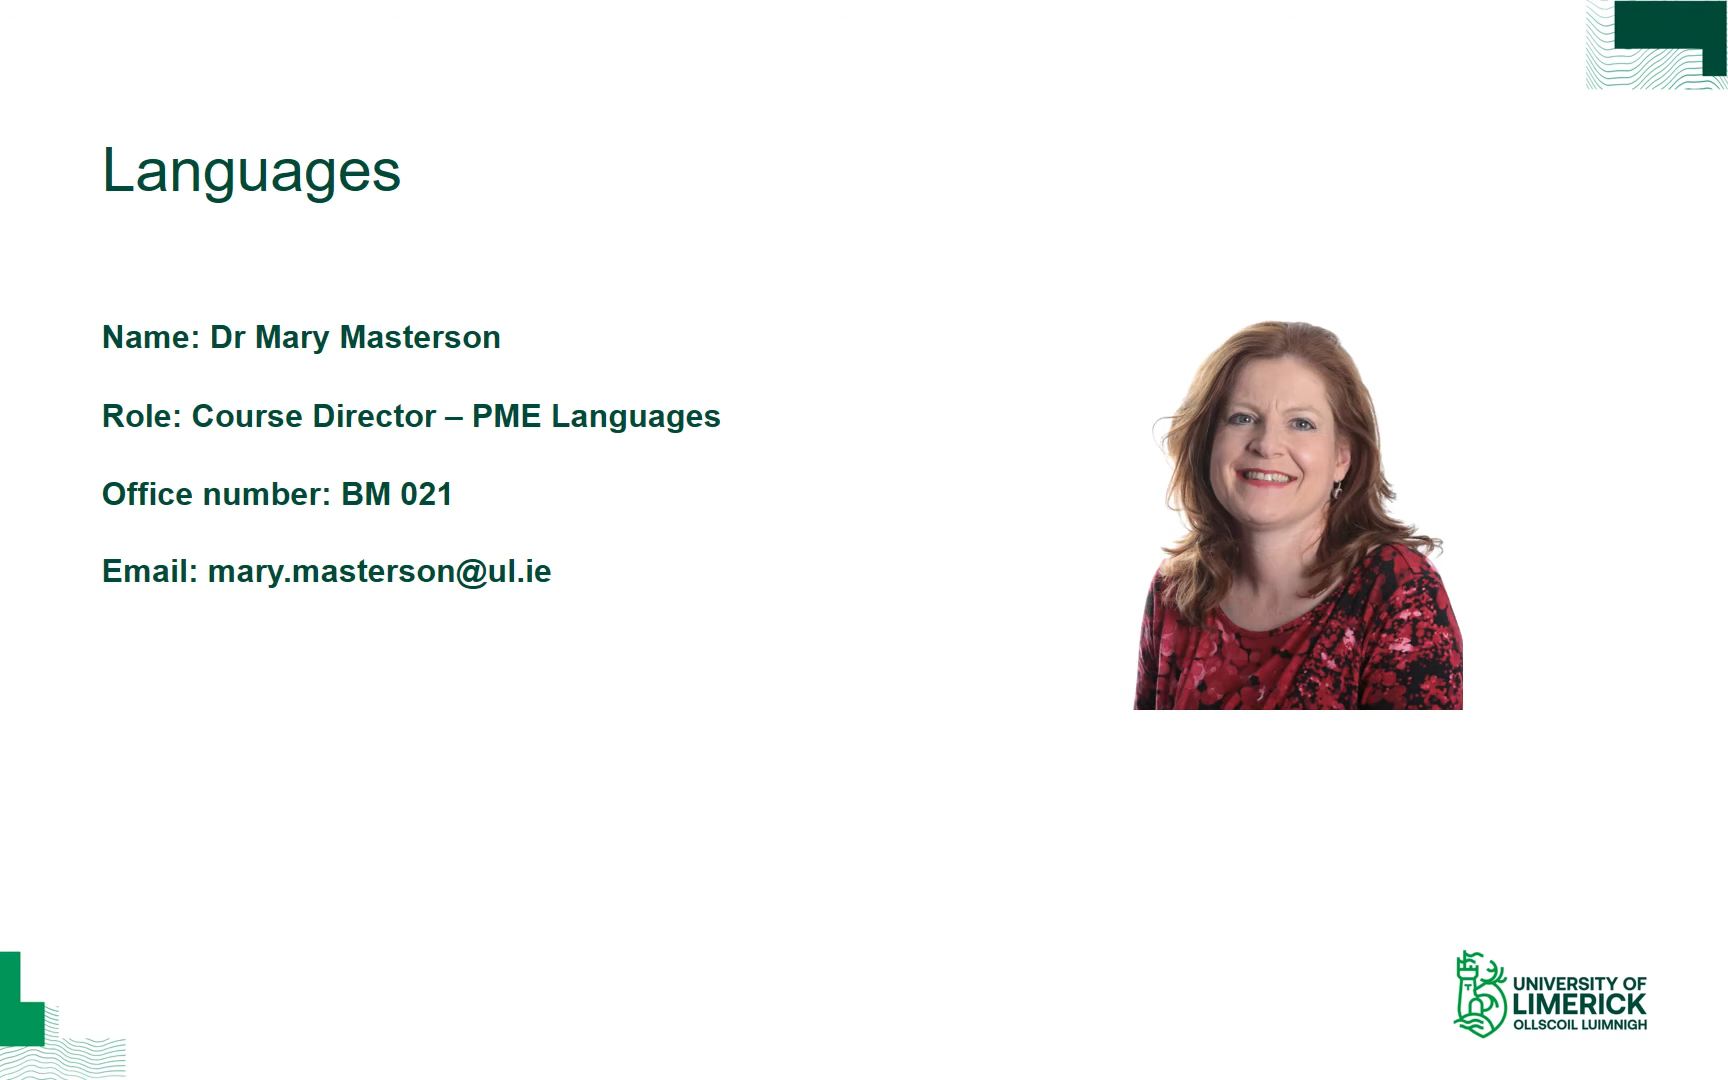 Languages
Name: Dr Mary Masterson
Role: Course Director – PME Languages
Office number: BM 021
Email: mary.masterson@ul.ie
UNIVERSITY OF
LIMERICK
OLLSCOIL LUIMNIGH